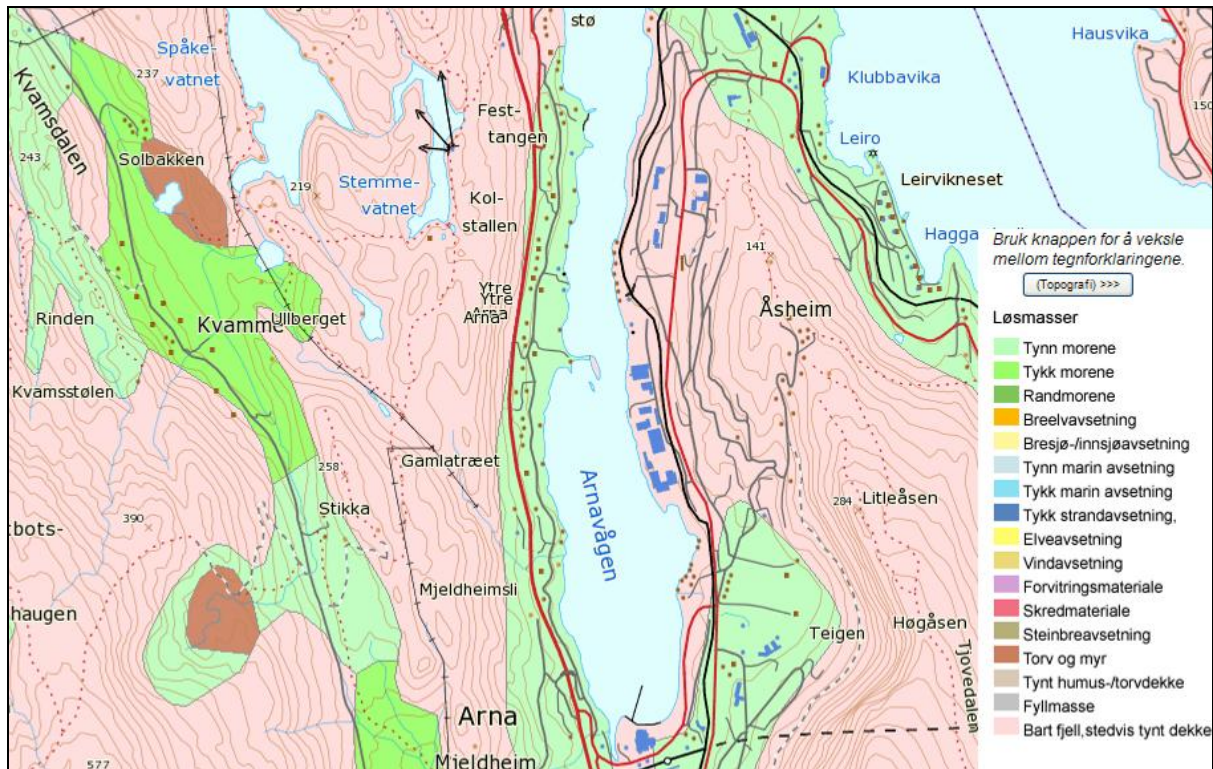 stø
Spåke-
vatnet
237
Kvamsdalen
243
Solbakken
219
Stemme-
vatnet
Fest-
tangen
Kol-
stallen
Ytre
Ytre
Arna
Arna
Rinden
Kvamme
Ullberget
Kvamsstølen
258
Gamlatræet
Stikka
390
tbots-
haugen
Mjeldheimsli
Arnavågen
Arna
Mjeldheim
577
Hausvika
150
Klubbavika
Leiro
Leirvikneset
141
Åsheim
284
Litleåsen
Høgåsen
Teigen
Tjovedalen
Bruk knappen for å veksle
mellom tegnforklaringene.
(Topografi) >>>
Løsmasser
Tynn morene
Tykk morene
Randmorene
Breelvavsetning
Bresjø-/innsjøavsetning
Tynn marin avsetning
Tykk marin avsetning
Tykk strandavsetning,
Elveavsetning
Vindavsetning
Forvitringsmateriale
Skredmateriale
Steinbreavsetning
Torv og myr
Tynt humus-/torvdekke
Fyllmasse
Bart fjell,stedvis tynt dekke